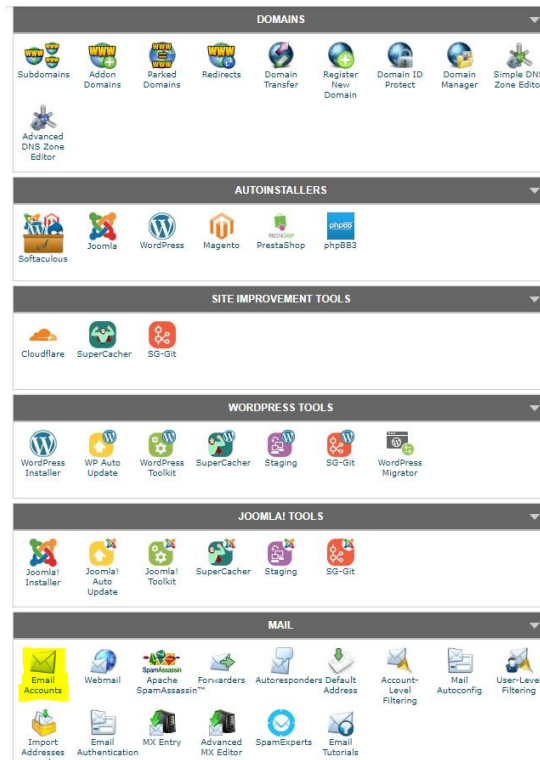 DOMAINS
Subdomains
Addon
Domains
Parked
Domains
Redirects
Domain
Transfer
Register
New
Domain
Domain ID
Protect
Domain
Manager
Simple DNS
Zone Edito
Advanced
DNS Zone
Editor
AUTOINSTALLERS
Softaculous
Joomla
WordPress
Magento
PrestaShop
phpBB3
SITE IMPROVEMENT TOOLS
Cloudflare
SuperCacher
SG-Git
WORDPRESS TOOLS
WordPress
Installer
WP Auto
Update
WordPress
Toolkit
SuperCacher
Staging
SG-Git
WordPress
Migrator
JOOMLA! TOOLS
Joomla!
Installer
Joomla!
Auto
Update
Joomla!
Toolkit
SuperCacher
Staging
SG-Git
MAIL
Email
Accounts
Webmail
Apache
SpamAssassin™
Forwarders
Autoresponders
Default
Address
Account-
Level
Filtering
Mail
Autoconfig
User-Level
Filtering
Import
Addresses
Email
Authentication
MX Entry
Advanced
MX Editor
SpamExperts
Email
Tutorials